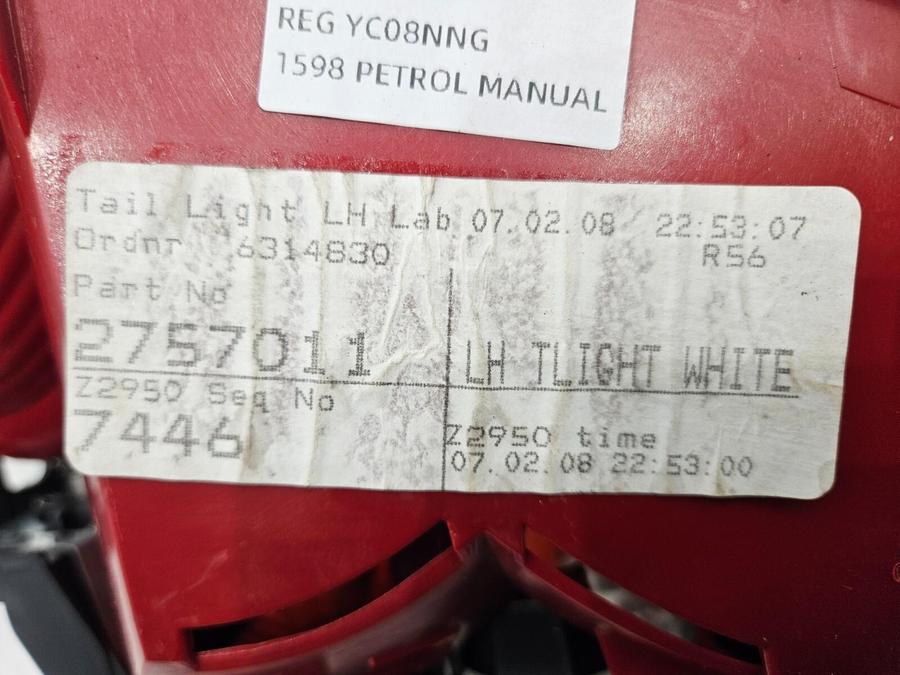 REG YC08NNG
1598 PETROL MANUAL
Tail Light LH Lab 07.02.08 22:53:07
Ordnr 6314830 R56
Part No
2757011
LH TLIGHT WHITE
Z2950 Seq No
7446
Z2950 time
07.02.08 22:53:00